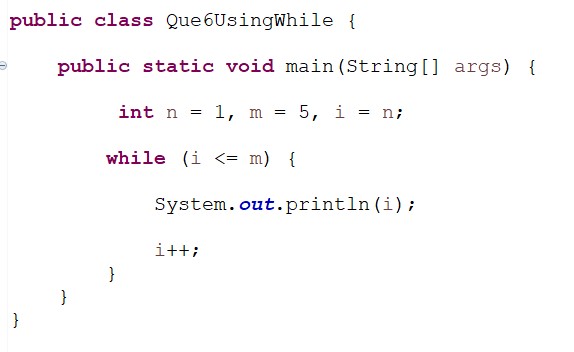 public class Que6UsingWhile {
public static void main(String[] args) {
int n = 1, m = 5, i = n;
while (i <= m) {
System.out.println(i);
i++;
}
}
}